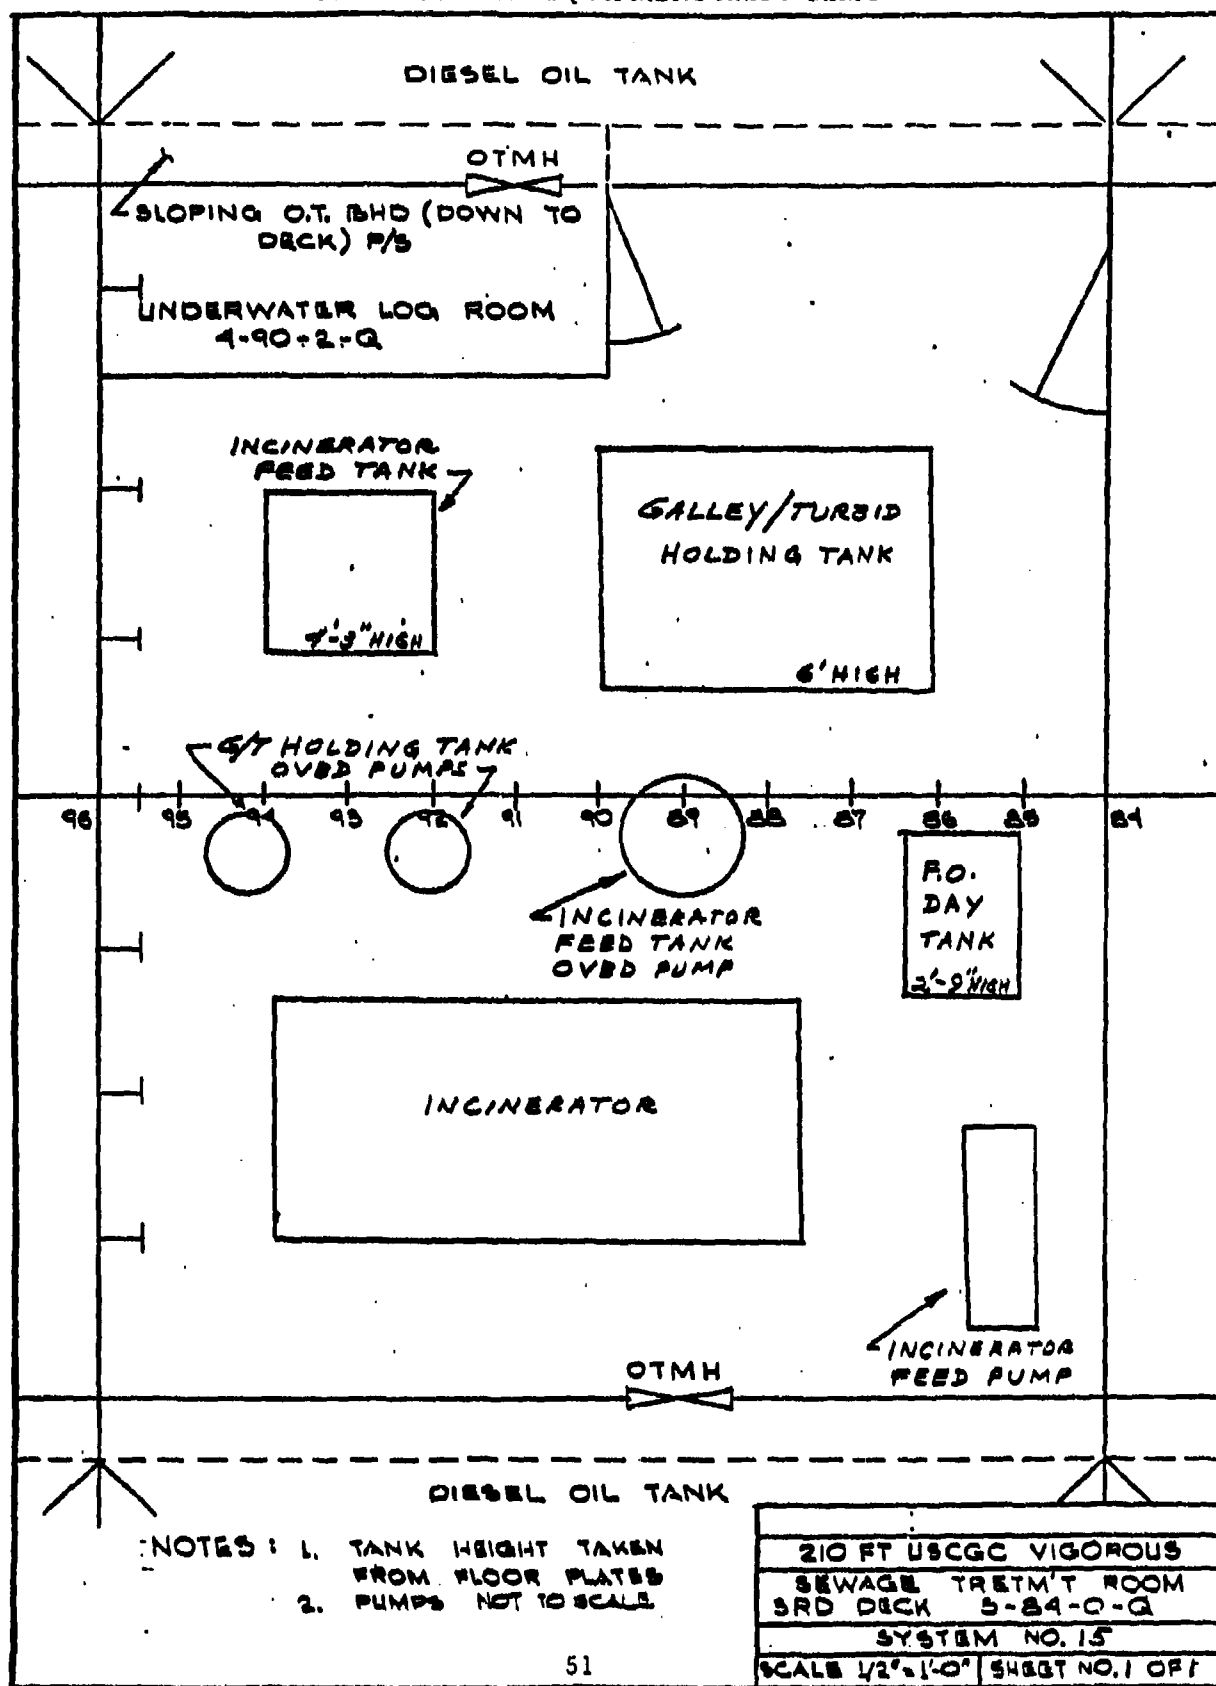 DIESEL OIL TANK
OTMH
SLOPING O.T. BHD (DOWN TO
DECK) P/S
UNDERWATER LOG ROOM
4-90-2-Q
INCINERATOR
FEED TANK
GALLEY/TURBID
HOLDING TANK
HIGH
6' HIGH
G/T HOLDING TANK
OVBD PUMPS
96 95 94 93 92 91 90 89 88 87 86 85 84
F.O.
DAY
TANK
2'-9" HIGH
INCINERATOR
FEED TANK
OVBD PUMP
INCINERATOR
INCINERATOR
FEED PUMP
OTMH
DIESEL OIL TANK
NOTES: 1. TANK HEIGHT TAKEN
FROM FLOOR PLATES
2. PUMPS NOT TO SCALE
210 FT USCGC VIGOROUS
SEWAGE TRETM'T ROOM
3RD DECK 3-84-0-Q
SYSTEM NO. 15
SCALE 1/2"=1'-0" SHEET NO. 1 OF 1
51